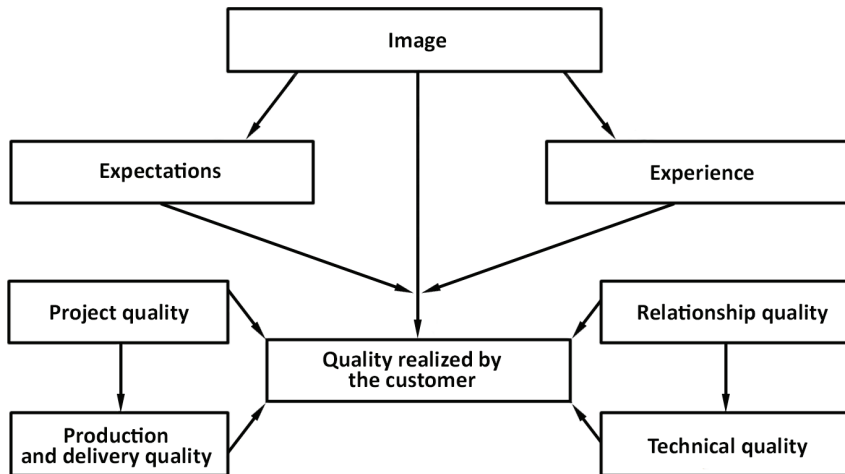 Image
Expectations
Experience
Project quality
Relationship quality
Quality realized by
the customer
Production
and delivery quality
Technical quality